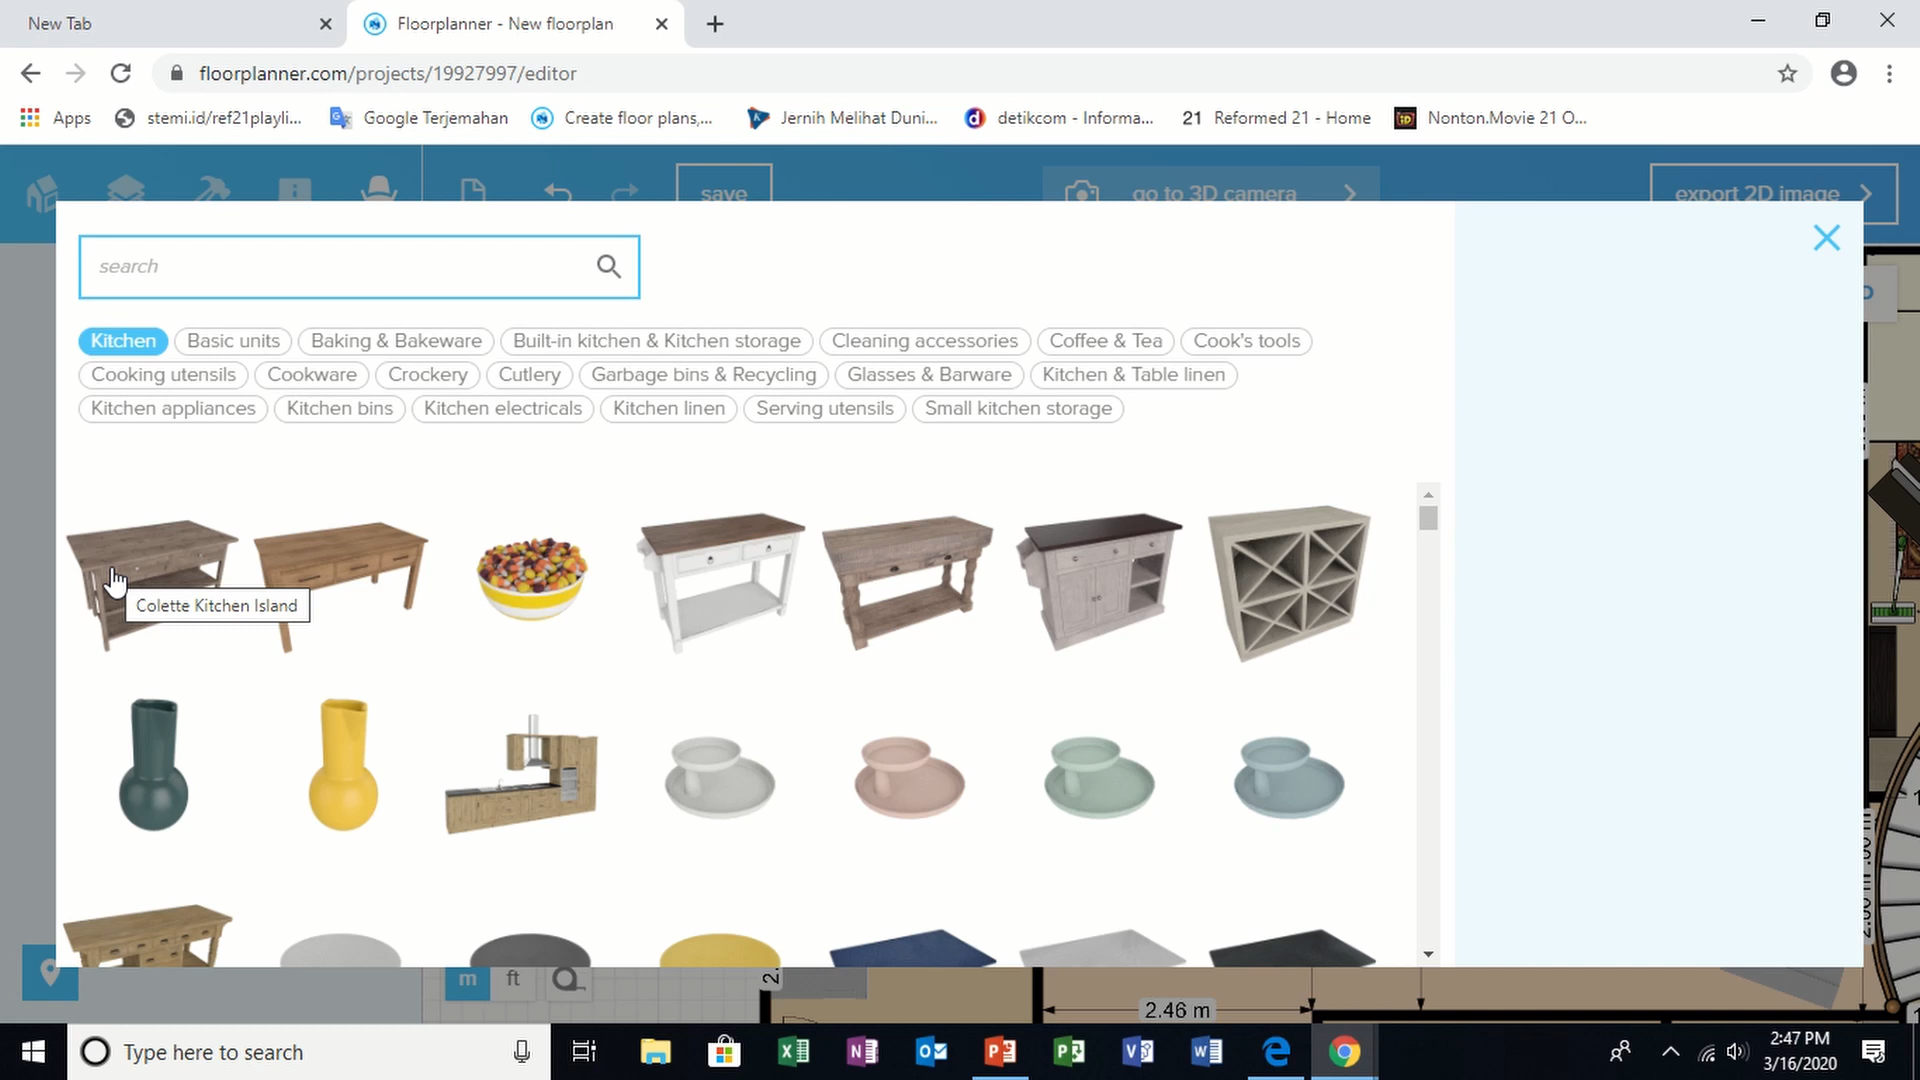 New Tab
Floorplanner - New floorplan
floorplanner.com/projects/19927997/editor
Apps
stemi.id/ref21playli...
Google Terjemahan
Create floor plans,...
Jernih Melihat Duni...
detikcom - Informa...
21 Reformed 21 - Home
Nonton.Movie 21 O...
save
go to 3D camera
export 2D image
search
Kitchen
Basic units
Baking & Bakeware
Built-in kitchen & Kitchen storage
Cleaning accessories
Coffee & Tea
Cook's tools
Cooking utensils
Cookware
Crockery
Cutlery
Garbage bins & Recycling
Glasses & Barware
Kitchen & Table linen
Kitchen appliances
Kitchen bins
Kitchen electricals
Kitchen linen
Serving utensils
Small kitchen storage
Colette Kitchen Island
m
ft
2.46 m
Type here to search
2:47 PM
3/16/2020